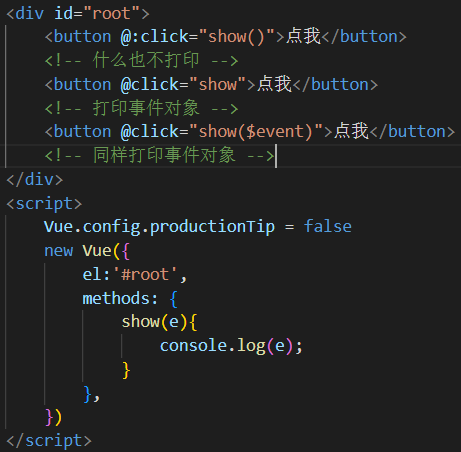 <div id="root">
<button @:click="show()">点我</button>
<!-- 什么也不打印 -->
<button @click="show">点我</button>
<!-- 打印事件对象 -->
<button @click="show($event)">点我</button>
<!-- 同样打印事件对象 -->
</div>
<script>
Vue.config.productionTip = false
new Vue({
el:'#root',
methods: {
show(e){
console.log(e);
}
},
})
</script>